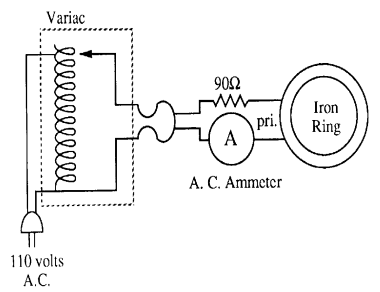 Variac
90Ω
pri.
Iron
Ring
A
A. C. Ammeter
110 volts
A.C.